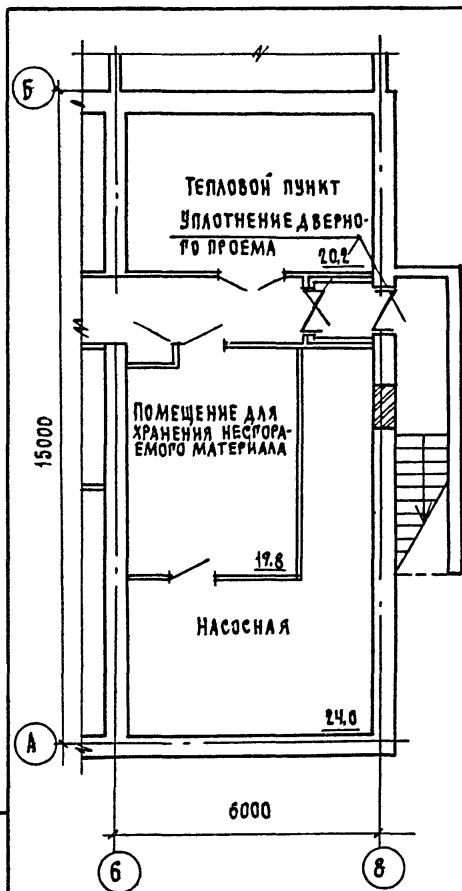 Б
ТЕПЛОВОЙ ПУНКТ
УПЛОТНЕНИЕ ДВЕРНО-
ГО ПРОЕМА
20,2
15000
ПОМЕЩЕНИЕ ДЛЯ
ХРАНЕНИЯ НЕСГОРА-
ЕМОГО МАТЕРИАЛА
19.8
НАСОСНАЯ
24.0
А
6000
6
8